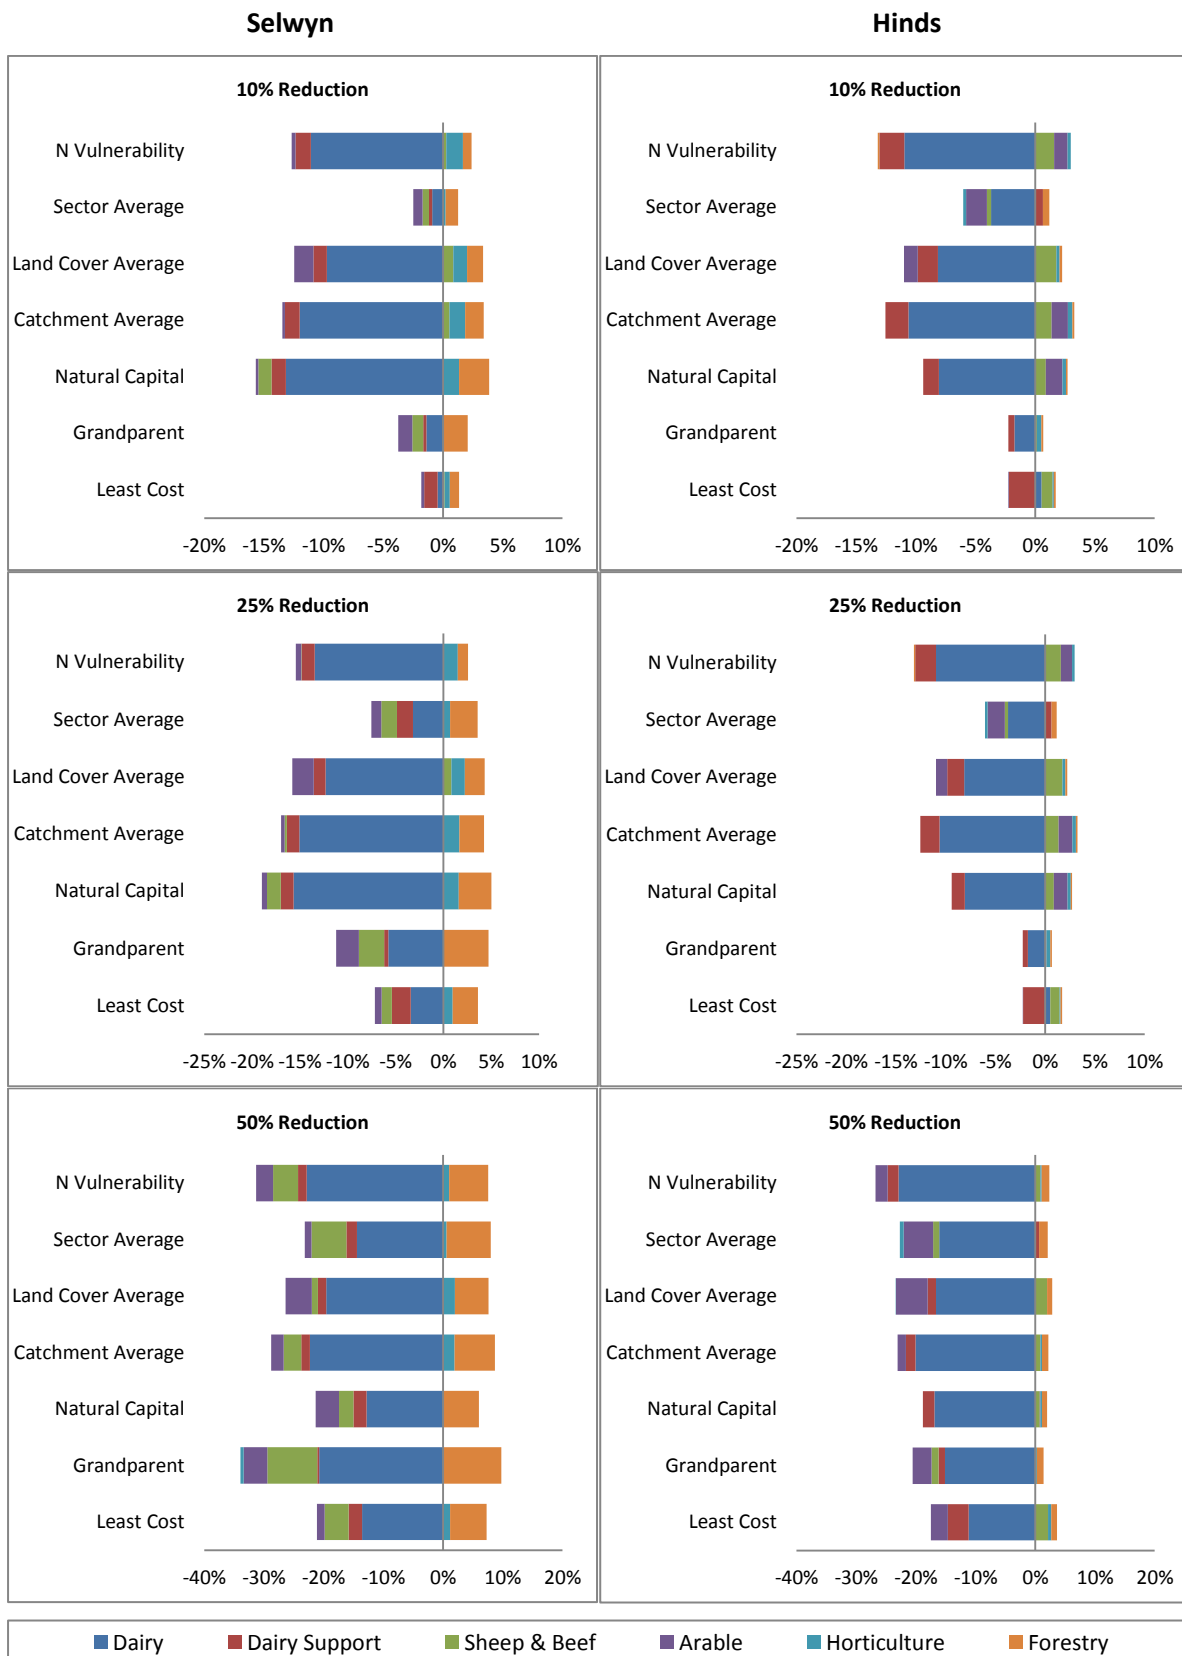 Selwyn Hinds
10% Reduction
N Vulnerability
Sector Average
Land Cover Average
Catchment Average
Natural Capital
Grandparent
Least Cost
-20% -15% -10% -5% 0% 5% 10%
10% Reduction
N Vulnerability
Sector Average
Land Cover Average
Catchment Average
Natural Capital
Grandparent
Least Cost
-20% -15% -10% -5% 0% 5% 10%
25% Reduction
N Vulnerability
Sector Average
Land Cover Average
Catchment Average
Natural Capital
Grandparent
Least Cost
-25% -20% -15% -10% -5% 0% 5% 10%
25% Reduction
N Vulnerability
Sector Average
Land Cover Average
Catchment Average
Natural Capital
Grandparent
Least Cost
-25% -20% -15% -10% -5% 0% 5% 10%
50% Reduction
N Vulnerability
Sector Average
Land Cover Average
Catchment Average
Natural Capital
Grandparent
Least Cost
-40% -30% -20% -10% 0% 10% 20%
50% Reduction
N Vulnerability
Sector Average
Land Cover Average
Catchment Average
Natural Capital
Grandparent
Least Cost
-40% -30% -20% -10% 0% 10% 20%
Dairy Dairy Support Sheep & Beef Arable Horticulture Forestry